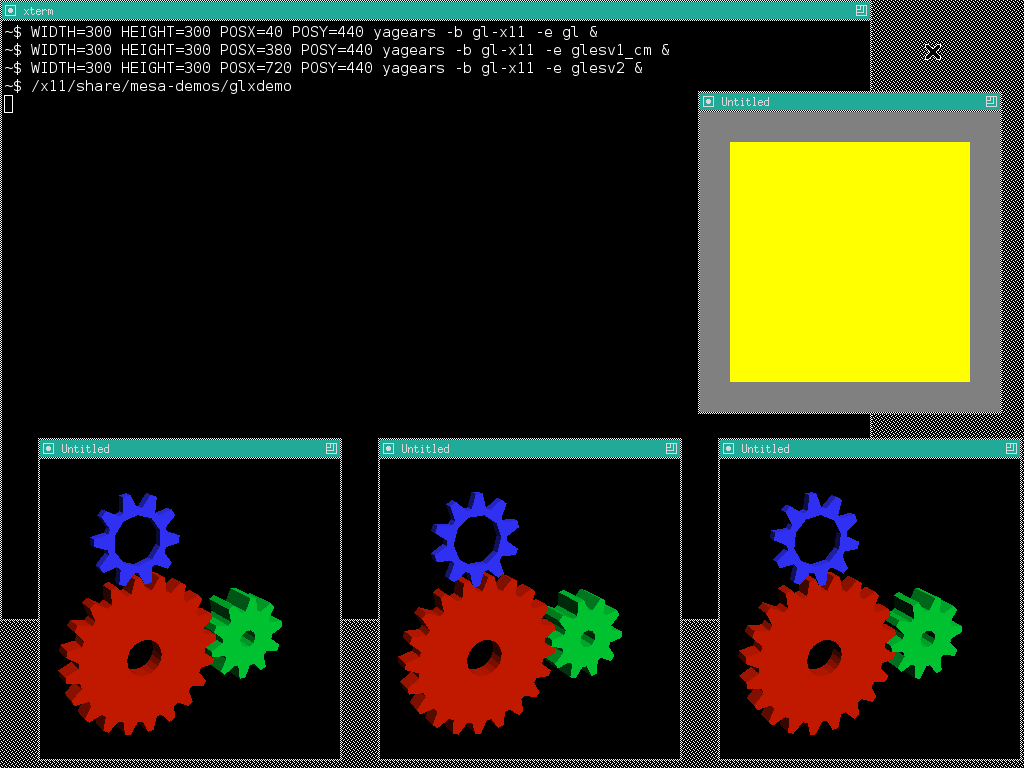 xterm
~$ WIDTH=300 HEIGHT=300 POSX=40 POSY=440 yagears -b gl-x11 -e gl &
~$ WIDTH=300 HEIGHT=300 POSX=380 POSY=440 yagears -b gl-x11 -e glesv1_cm &
~$ WIDTH=300 HEIGHT=300 POSX=720 POSY=440 yagears -b gl-x11 -e glesv2 &
~$ /x11/share/mesa-demos/glxdemo
Untitled
Untitled
Untitled
Untitled